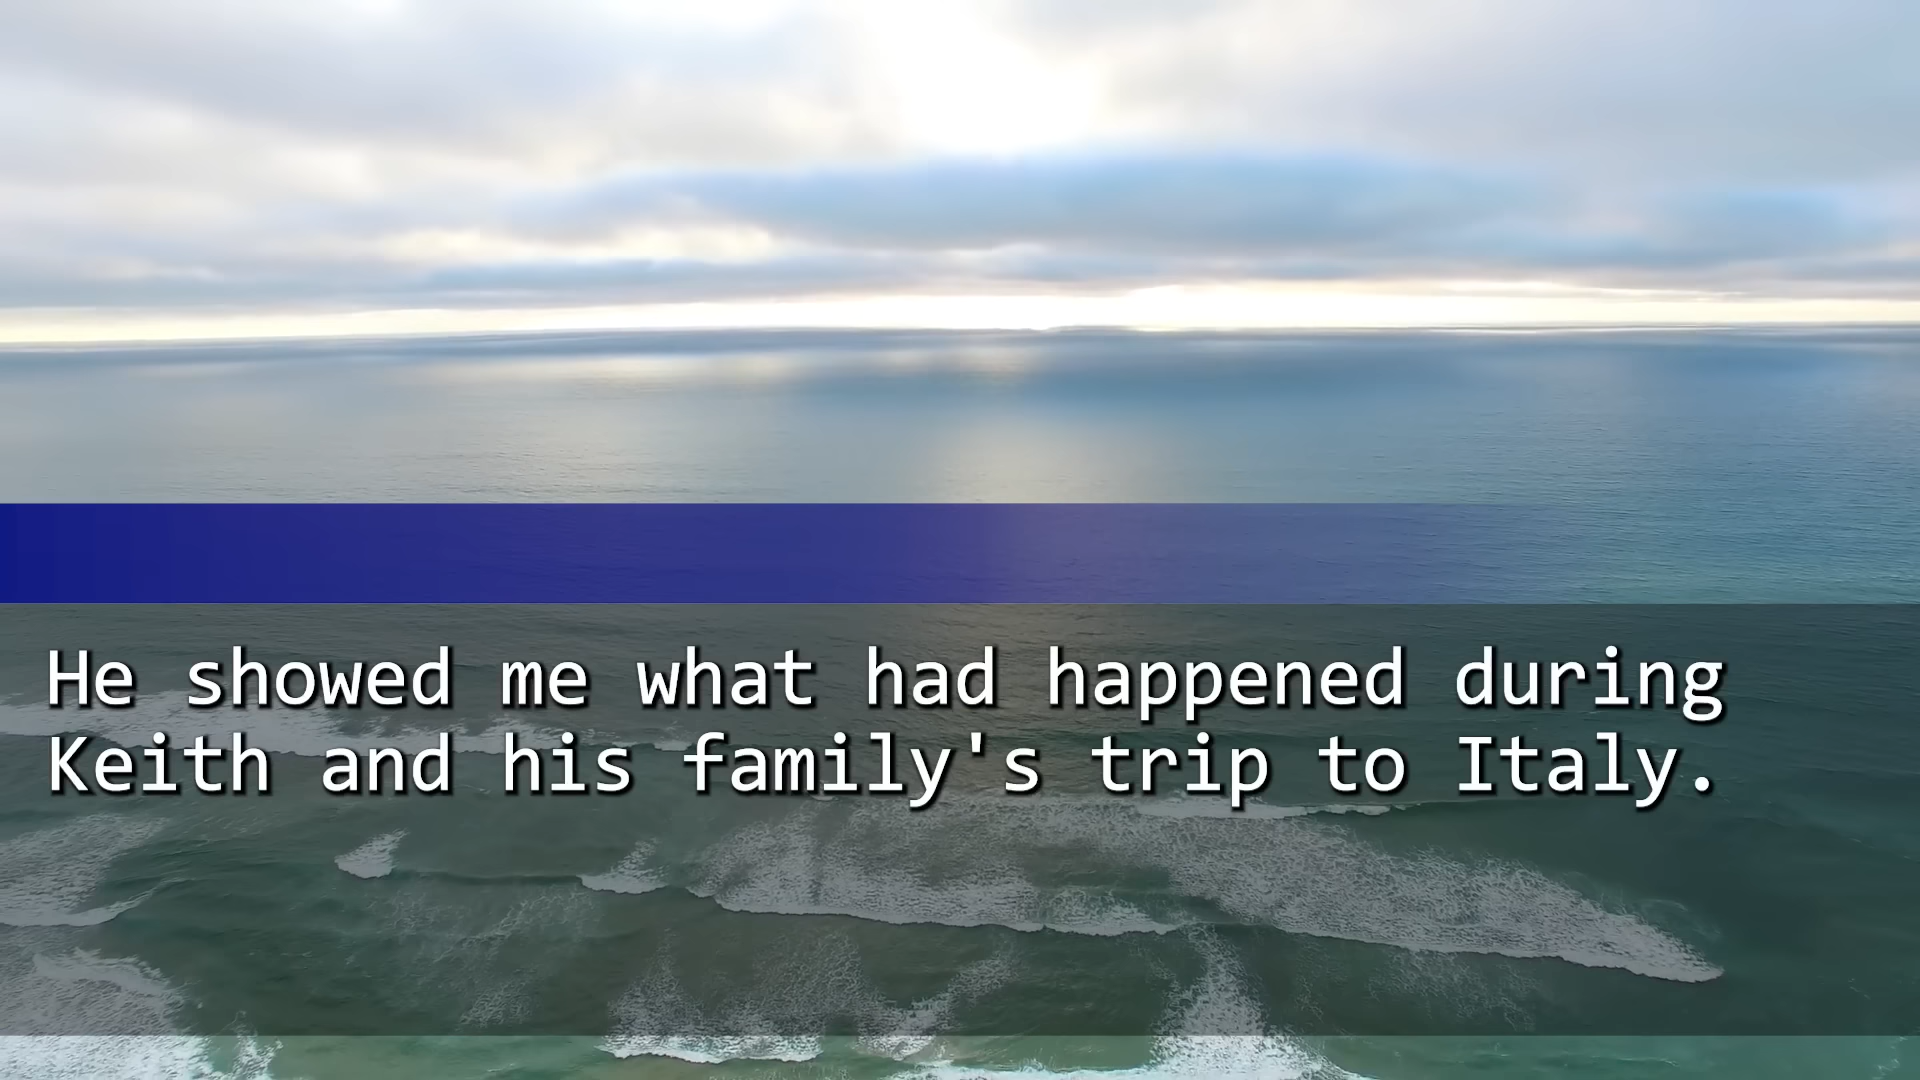 He showed me what had happened during
Keith and his family's trip to Italy.